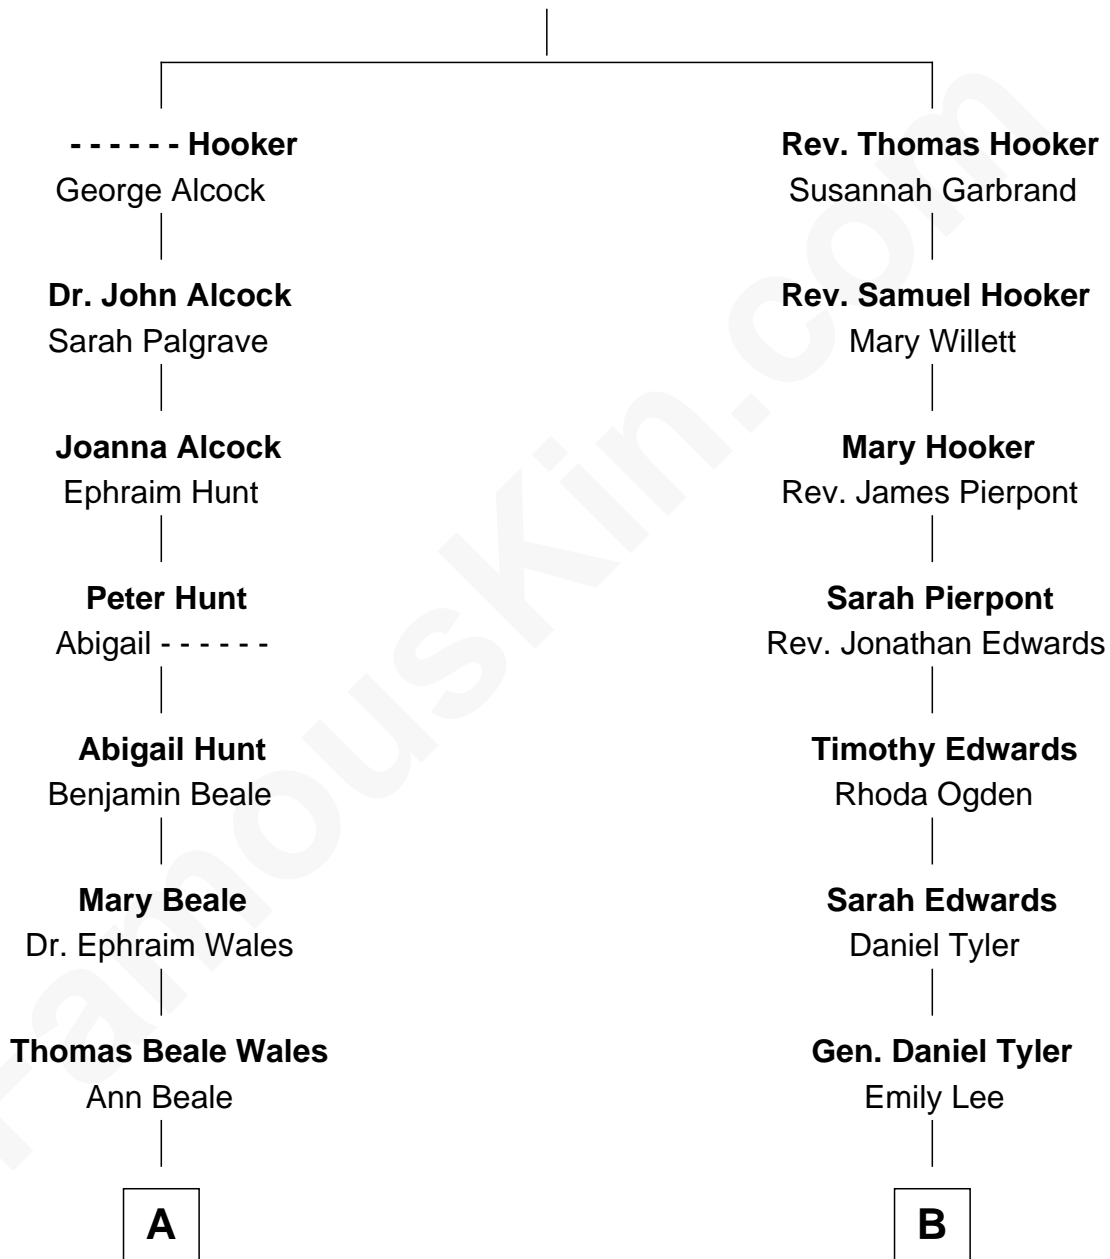 - - - - - - Hooker
George Alcock
Rev. Thomas Hooker
Susannah Garbrand
Dr. John Alcock
Sarah Palgrave
Rev. Samuel Hooker
Mary Willett
Joanna Alcock
Ephraim Hunt
Mary Hooker
Rev. James Pierpont
Peter Hunt
Abigail - - - - - -
Sarah Pierpont
Rev. Jonathan Edwards
Abigail Hunt
Benjamin Beale
Timothy Edwards
Rhoda Ogden
Mary Beale
Dr. Ephraim Wales
Sarah Edwards
Daniel Tyler
Thomas Beale Wales
Ann Beale
Gen. Daniel Tyler
Emily Lee
A
B
FamousKin.com